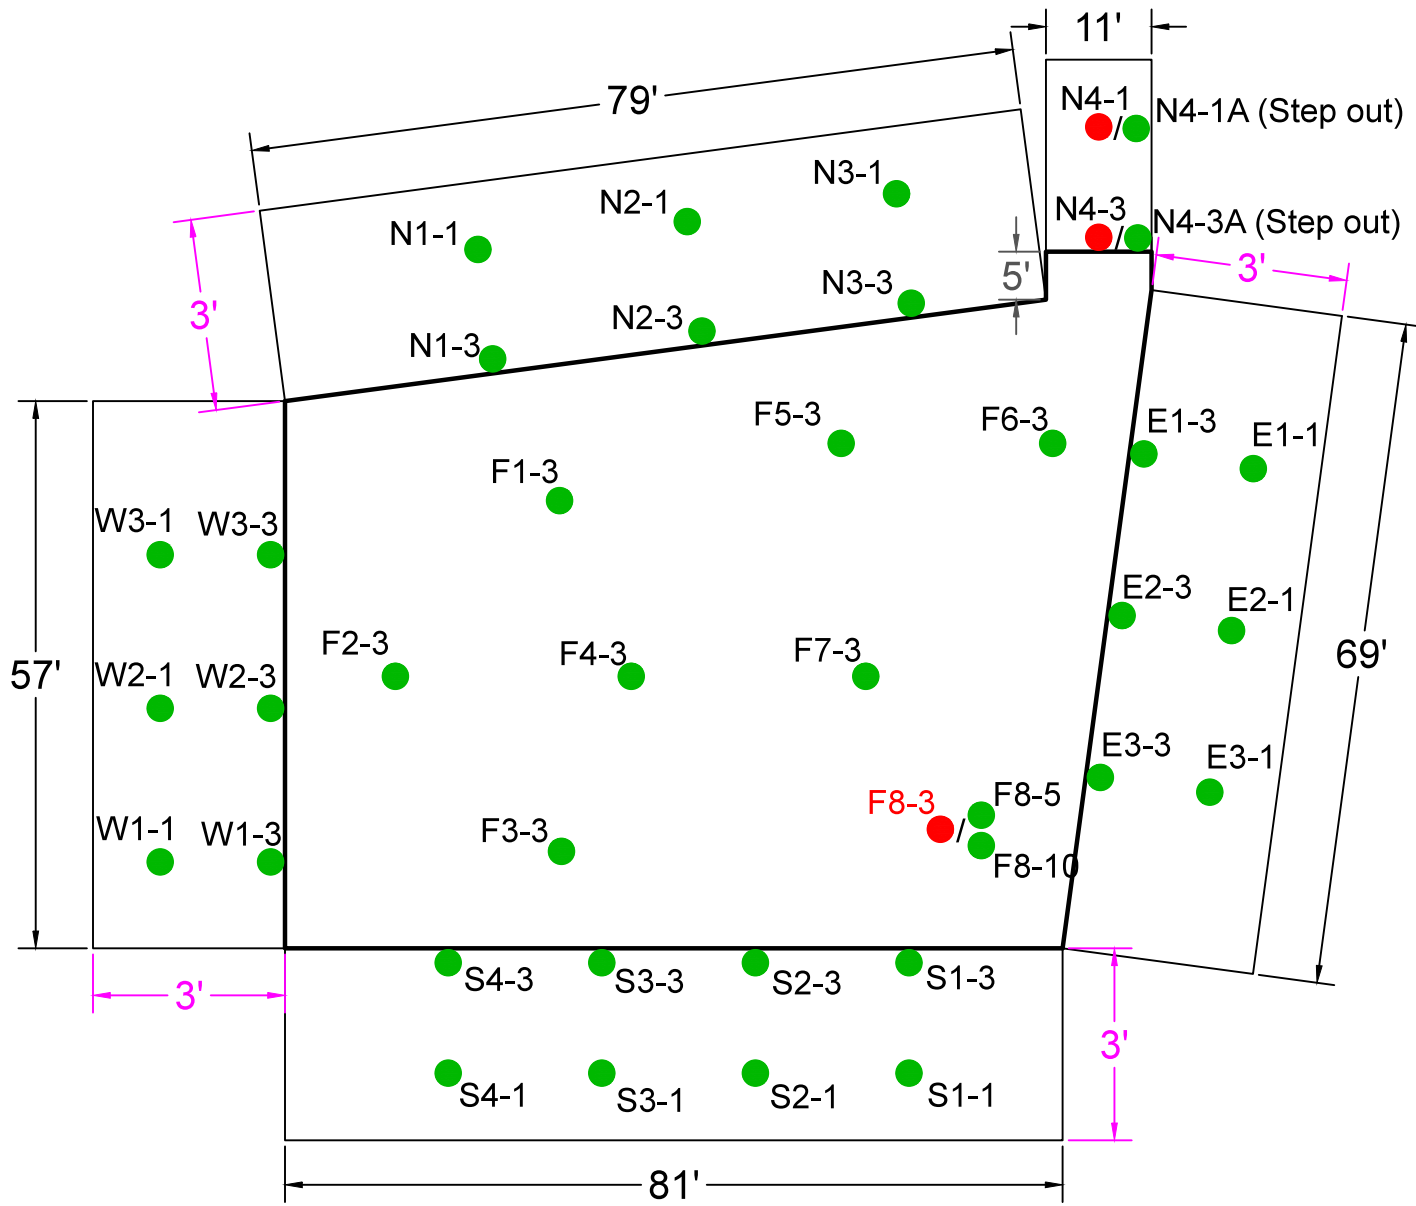 11'
79'
N4-1
N4-1A (Step out)
/
N3-1
N2-1
N1-1
N4-3
N4-3A (Step out)
/
5'
3'
3'
N3-3
N2-3
N1-3
F5-3
F6-3
E1-3
E1-1
F1-3
W3-1
W3-3
E2-3
E2-1
F2-3
F4-3
F7-3
57'
69'
W2-1
W2-3
E3-3
E3-1
F8-3
F8-5
/
F8-10
W1-1
W1-3
F3-3
S4-3
S3-3
S2-3
S1-3
3'
3'
S4-1
S3-1
S2-1
S1-1
81'